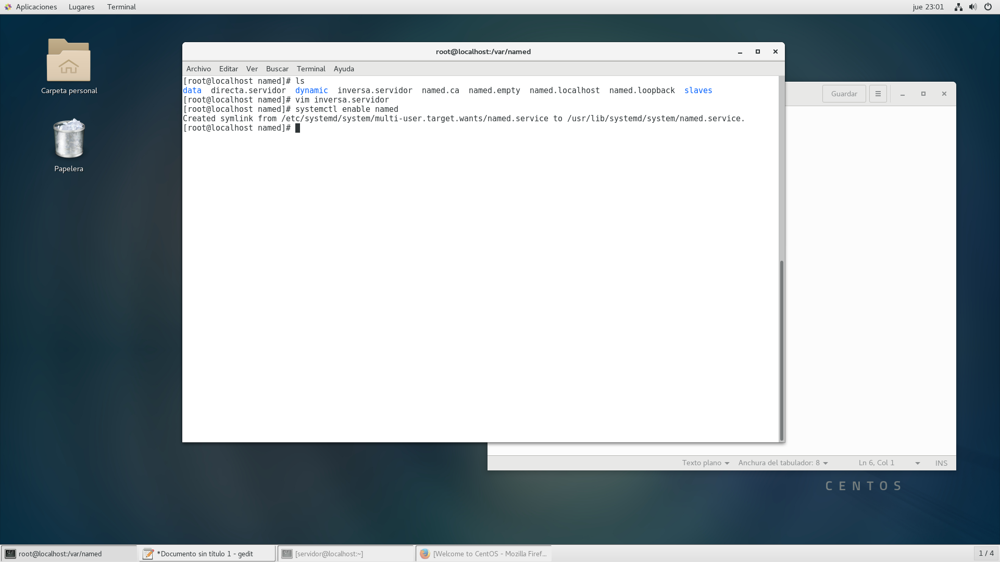 Aplicaciones Lugares Terminal jue 23:01
Carpeta personal
Papelera
root@localhost:/var/named
Archivo Editar Ver Buscar Terminal Ayuda
[root@localhost named]# ls
data directa.servidor dynamic inversa.servidor named.ca named.empty named.localhost named.loopback slaves
[root@localhost named]# vim inversa.servidor
[root@localhost named]# systemctl enable named
Created symlink from /etc/systemd/system/multi-user.target.wants/named.service to /usr/lib/systemd/system/named.service.
[root@localhost named]#
Guardar
Texto plano Anchura del tabulador: 8 Ln 6, Col 1 INS
CENTOS
root@localhost:/var/named *Documento sin título 1 - gedit [servidor@localhost:~] [Welcome to CentOS - Mozilla Firef... 1 / 4